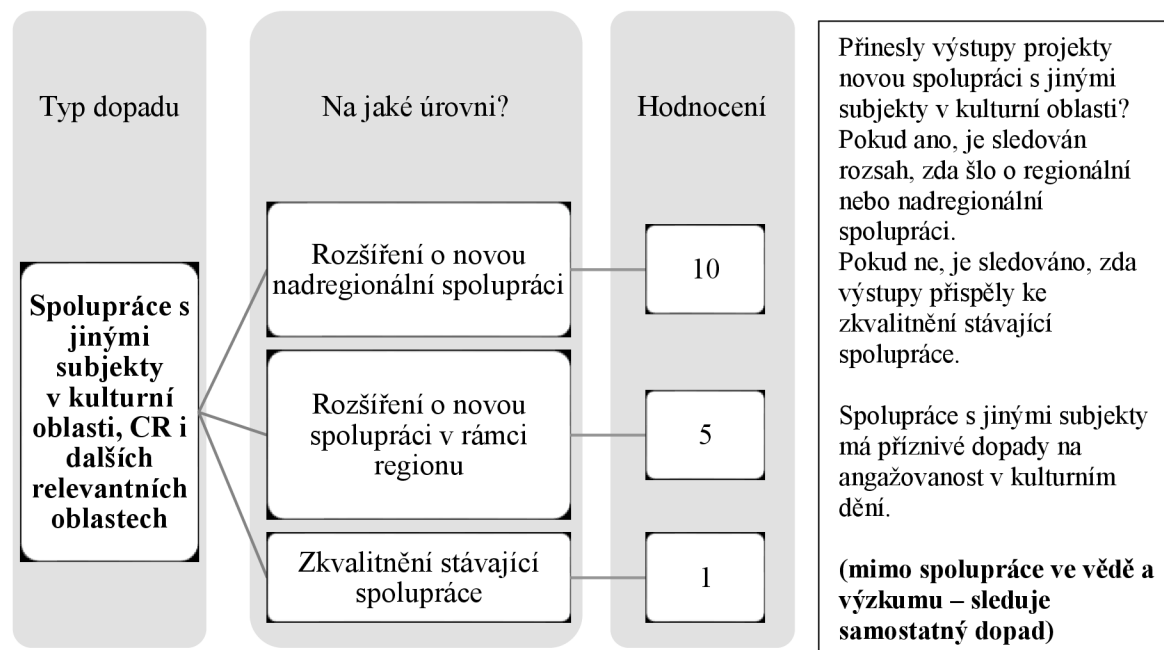 Typ dopadu
Na jaké úrovni?
Hodnocení
Spolupráce s
jinými
subjekty
v kulturní
oblasti, CR i
dalších
relevantních
oblastech
Rozšíření o novou
nadregionální spolupráci
10
Rozšíření o novou
spolupráci v rámci
regionu
5
Zkvalitnění stávající
spolupráce
1
Přinesly výstupy projekty
novou spolupráci s jinými
subjekty v kulturní oblasti?
Pokud ano, je sledován
rozsah, zda šlo o regionální
nebo nadregionální
spolupráci.
Pokud ne, je sledováno, zda
výstupy přispěly ke
zkvalitnění stávající
spolupráce.
Spolupráce s jinými subjekty
má příznivé dopady na
angažovanost v kulturním
dění.
(mimo spolupráce ve vědě a
výzkumu – sleduje
samostatný dopad)